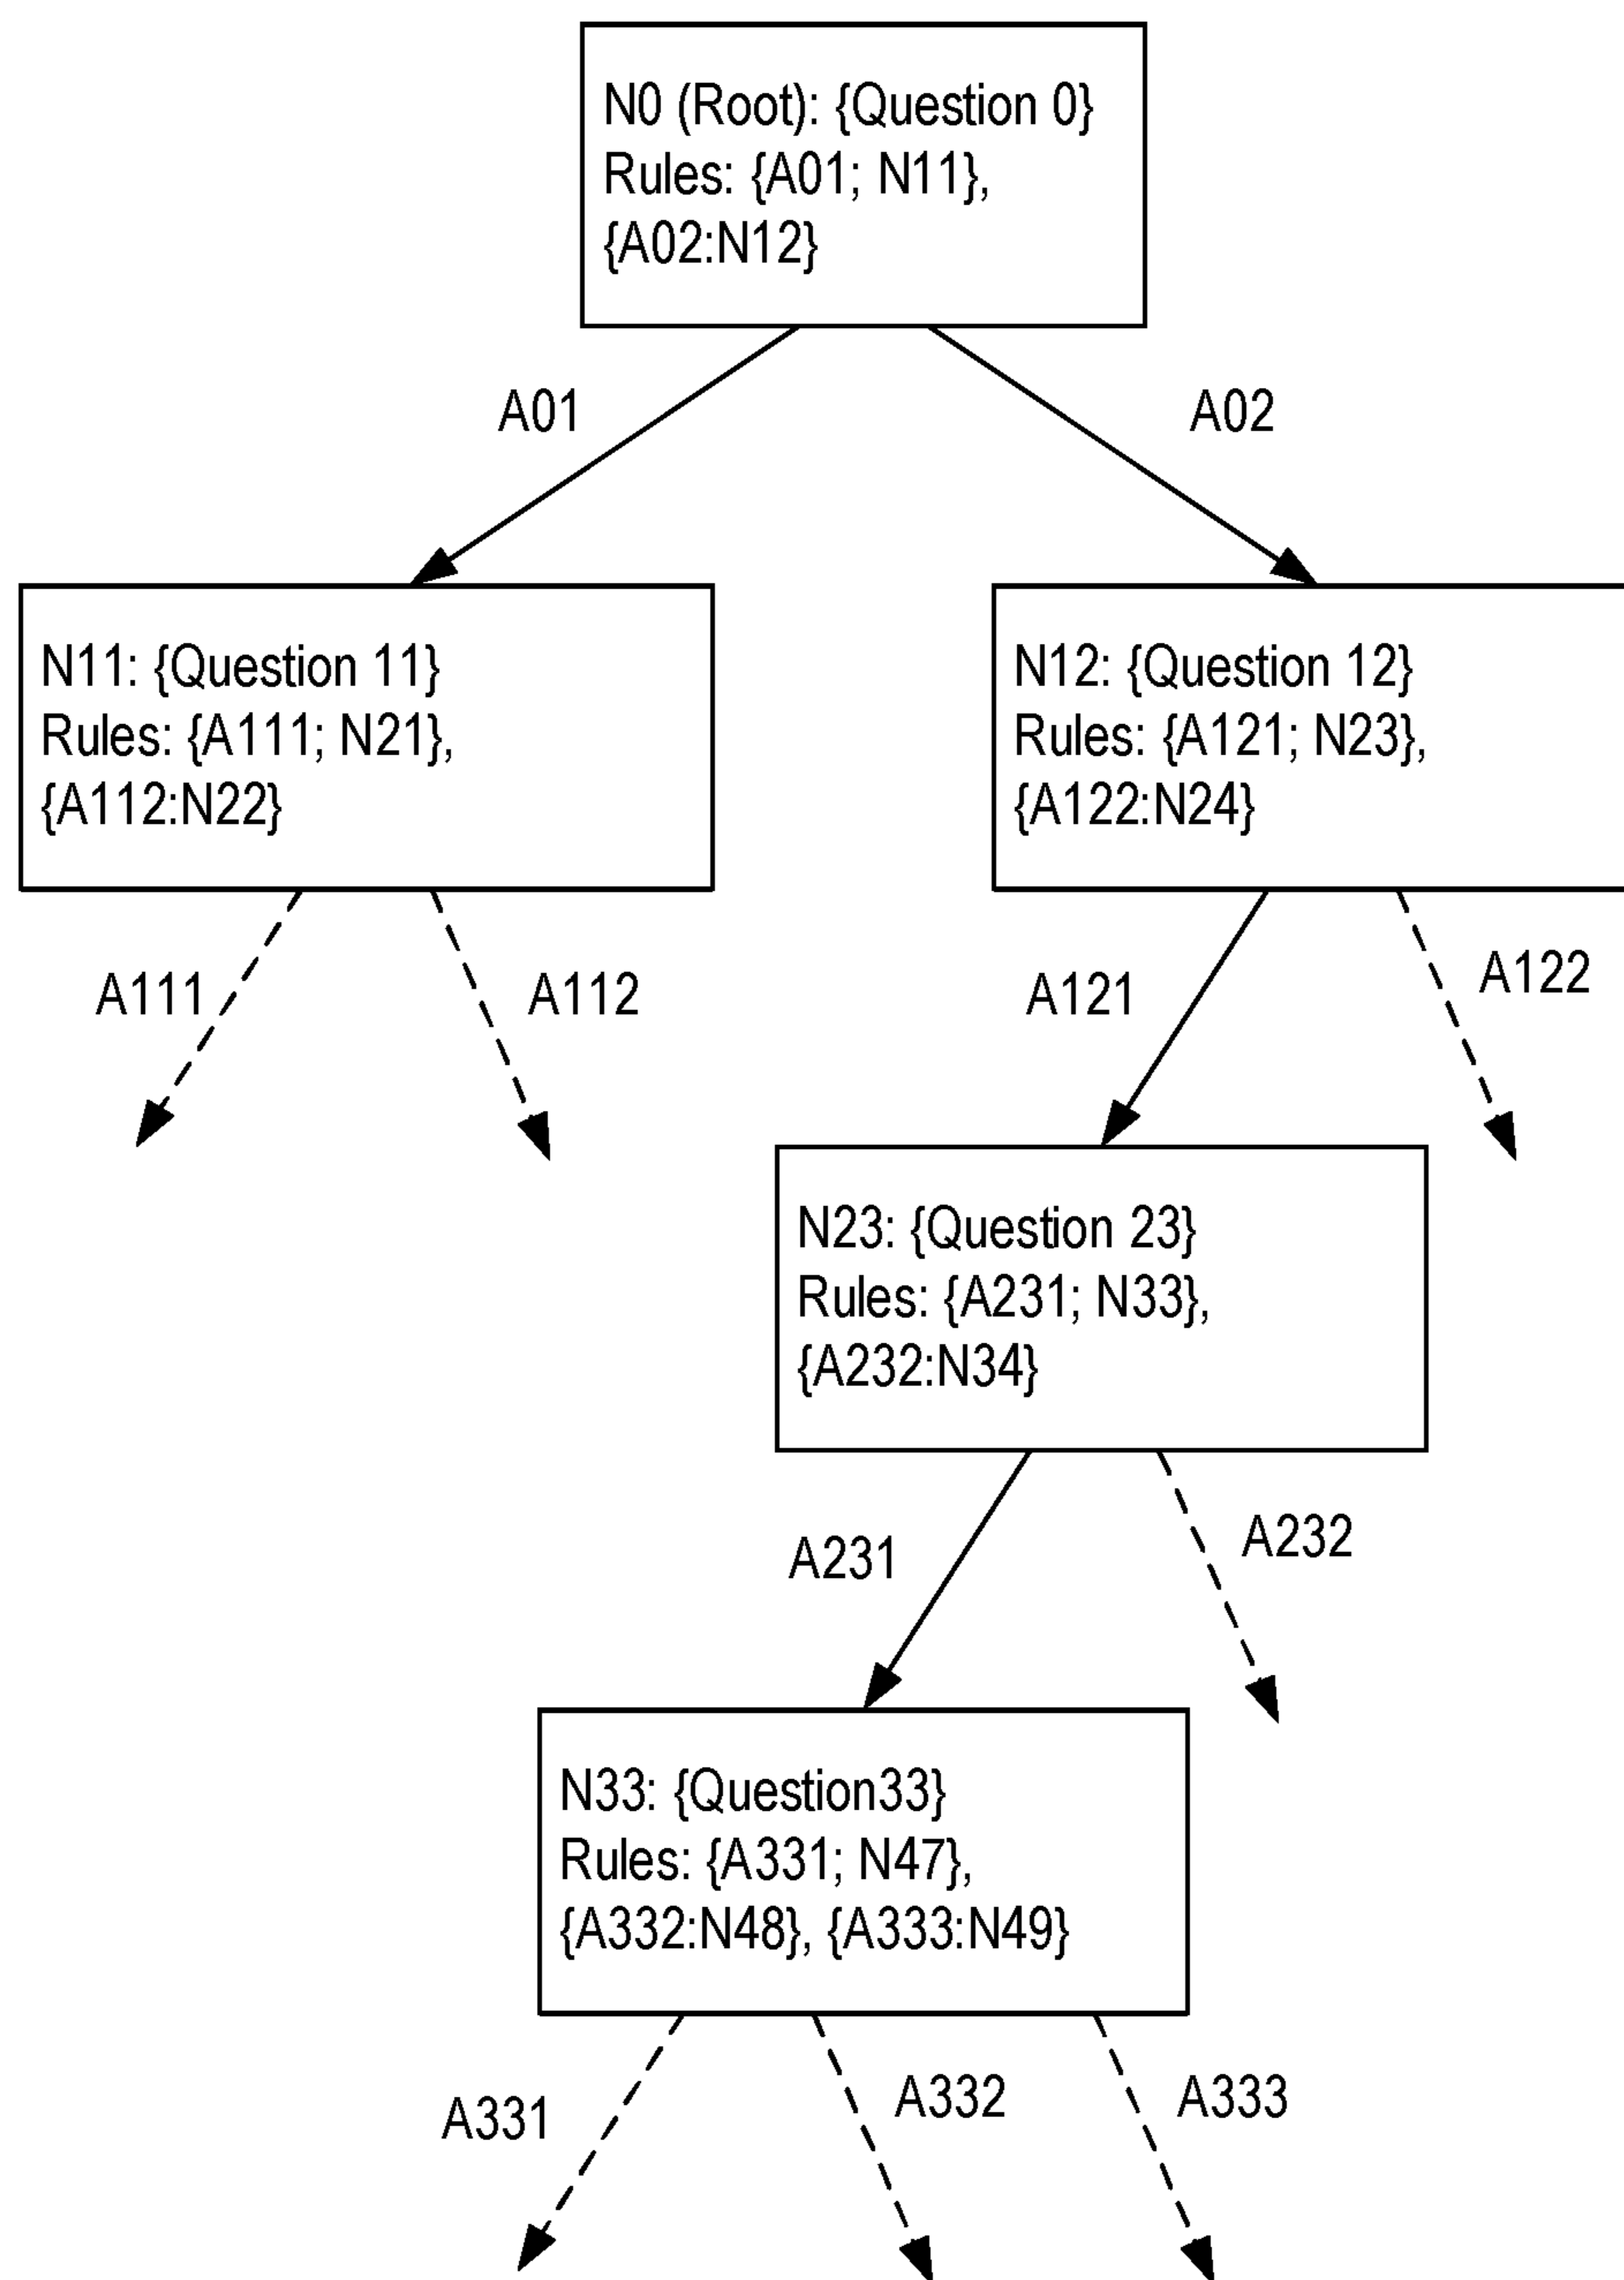 N0 (Root): {Question 0}
Rules: {A01; N11},
{A02:N12}
A01
A02
N11: {Question 11}
Rules: {A111; N21},
{A112:N22}
N12: {Question 12}
Rules: {A121; N23},
{A122:N24}
A111
A112
A121
A122
N23: {Question 23}
Rules: {A231; N33},
{A232:N34}
A231
A232
N33: {Question33}
Rules: {A331; N47},
{A332:N48}, {A333:N49}
A331
A332
A333